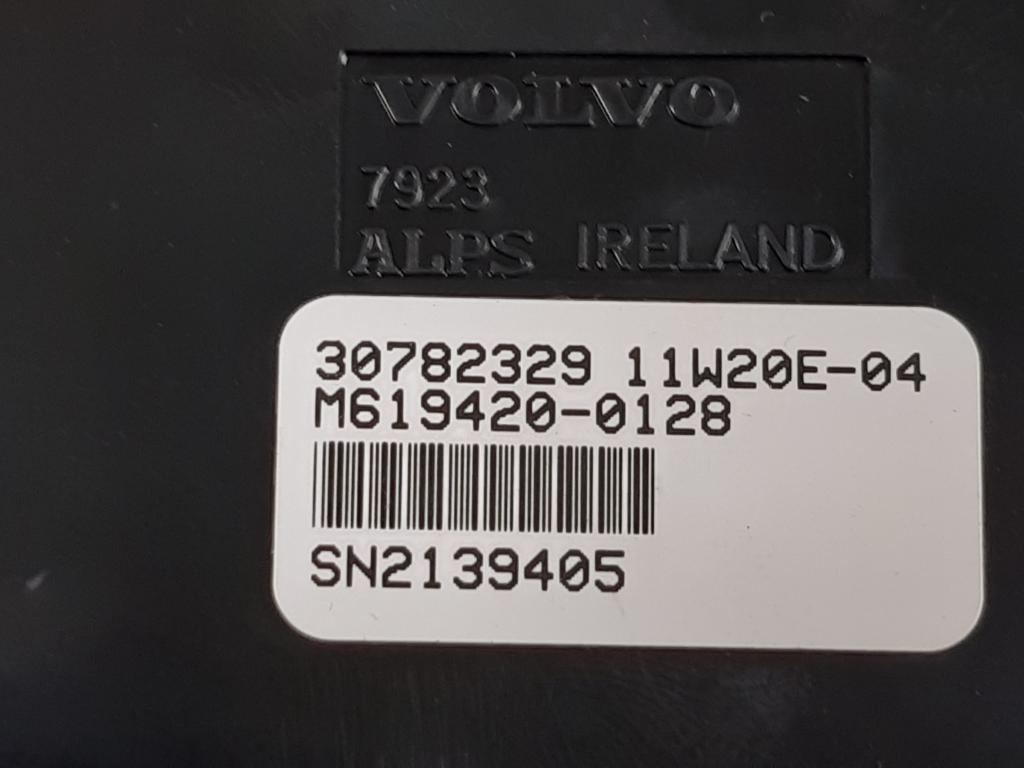 VOLVO
7923
ALPS IRELAND
30782329 11W20E-04
M619420-0128
SN2139405